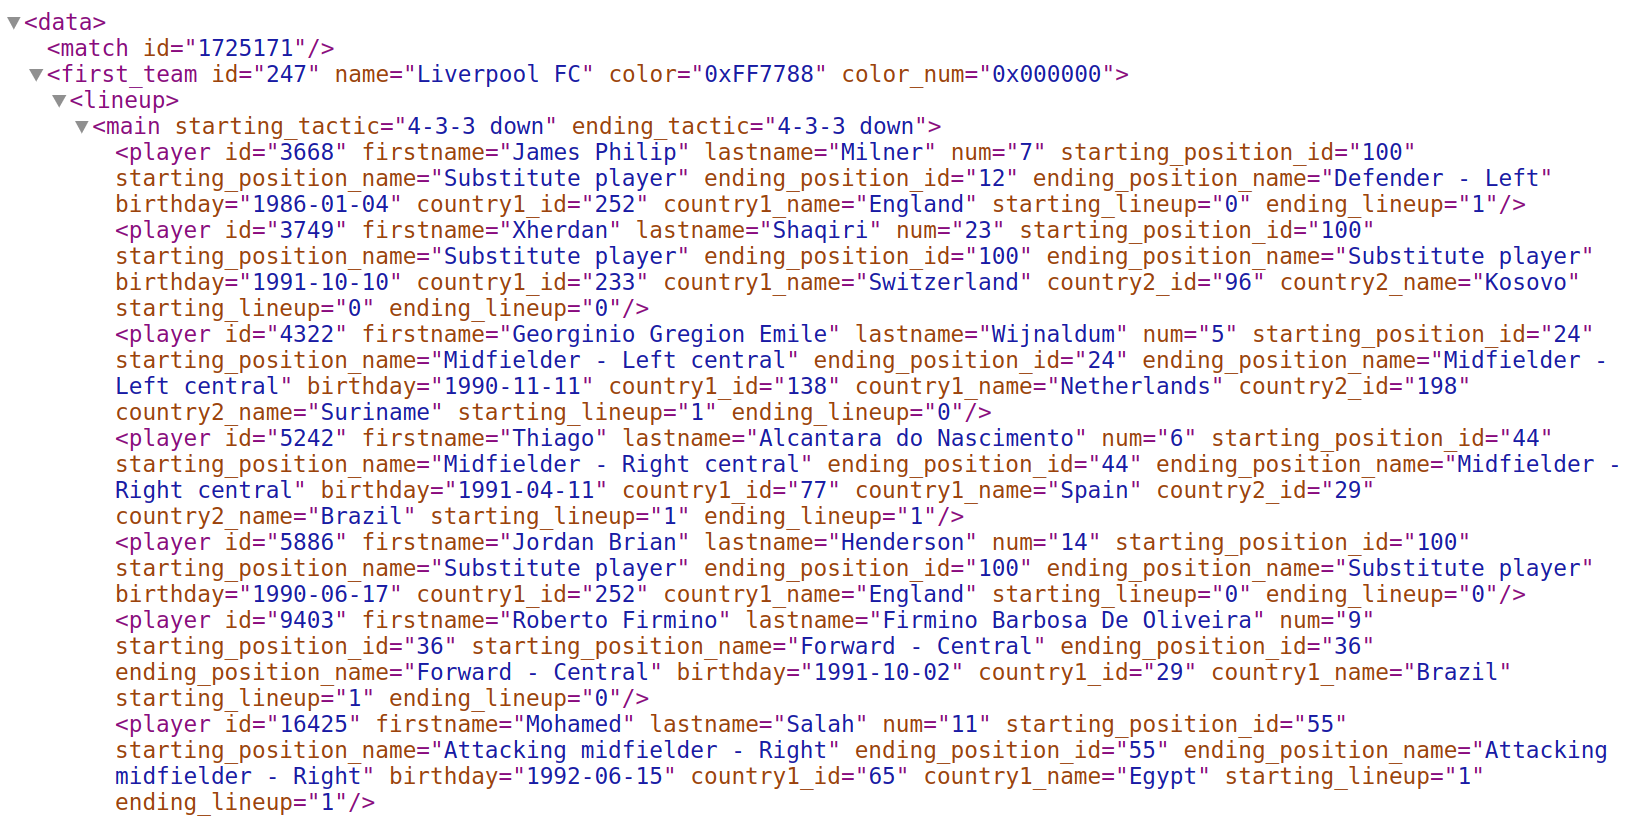 <data>
<match id="1725171"/>
<first_team id="247" name="Liverpool FC" color="0xFF7788" color_num="0x000000">
<lineup>
<main starting_tactic="4-3-3 down" ending_tactic="4-3-3 down">
<player id="3668" firstname="James Philip" lastname="Milner" num="7" starting_position_id="100"
starting_position_name="Substitute player" ending_position_id="12" ending_position_name="Defender - Left"
birthday="1986-01-04" country1_id="252" country1_name="England" starting_lineup="0" ending_lineup="1"/>
<player id="3749" firstname="Xherdan" lastname="Shaqiri" num="23" starting_position_id="100"
starting_position_name="Substitute player" ending_position_id="100" ending_position_name="Substitute player"
birthday="1991-10-10" country1_id="233" country1_name="Switzerland" country2_id="96" country2_name="Kosovo"
starting_lineup="0" ending_lineup="0"/>
<player id="4322" firstname="Georginio Gregion Emile" lastname="Wijnaldum" num="5" starting_position_id="24"
starting_position_name="Midfielder - Left central" ending_position_id="24" ending_position_name="Midfielder -
Left central" birthday="1990-11-11" country1_id="138" country1_name="Netherlands" country2_id="198"
country2_name="Suriname" starting_lineup="1" ending_lineup="0"/>
<player id="5242" firstname="Thiago" lastname="Alcantara do Nascimento" num="6" starting_position_id="44"
starting_position_name="Midfielder - Right central" ending_position_id="44" ending_position_name="Midfielder -
Right central" birthday="1991-04-11" country1_id="77" country1_name="Spain" country2_id="29"
country2_name="Brazil" starting_lineup="1" ending_lineup="1"/>
<player id="5886" firstname="Jordan Brian" lastname="Henderson" num="14" starting_position_id="100"
starting_position_name="Substitute player" ending_position_id="100" ending_position_name="Substitute player"
birthday="1990-06-17" country1_id="252" country1_name="England" starting_lineup="0" ending_lineup="0"/>
<player id="9403" firstname="Roberto Firmino" lastname="Firmino Barbosa De Oliveira" num="9"
starting_position_id="36" starting_position_name="Forward - Central" ending_position_id="36"
ending_position_name="Forward - Central" birthday="1991-10-02" country1_id="29" country1_name="Brazil"
starting_lineup="1" ending_lineup="0"/>
<player id="16425" firstname="Mohamed" lastname="Salah" num="11" starting_position_id="55"
starting_position_name="Attacking midfielder - Right" ending_position_id="55" ending_position_name="Attacking
midfielder - Right" birthday="1992-06-15" country1_id="65" country1_name="Egypt" starting_lineup="1"
ending_lineup="1"/>